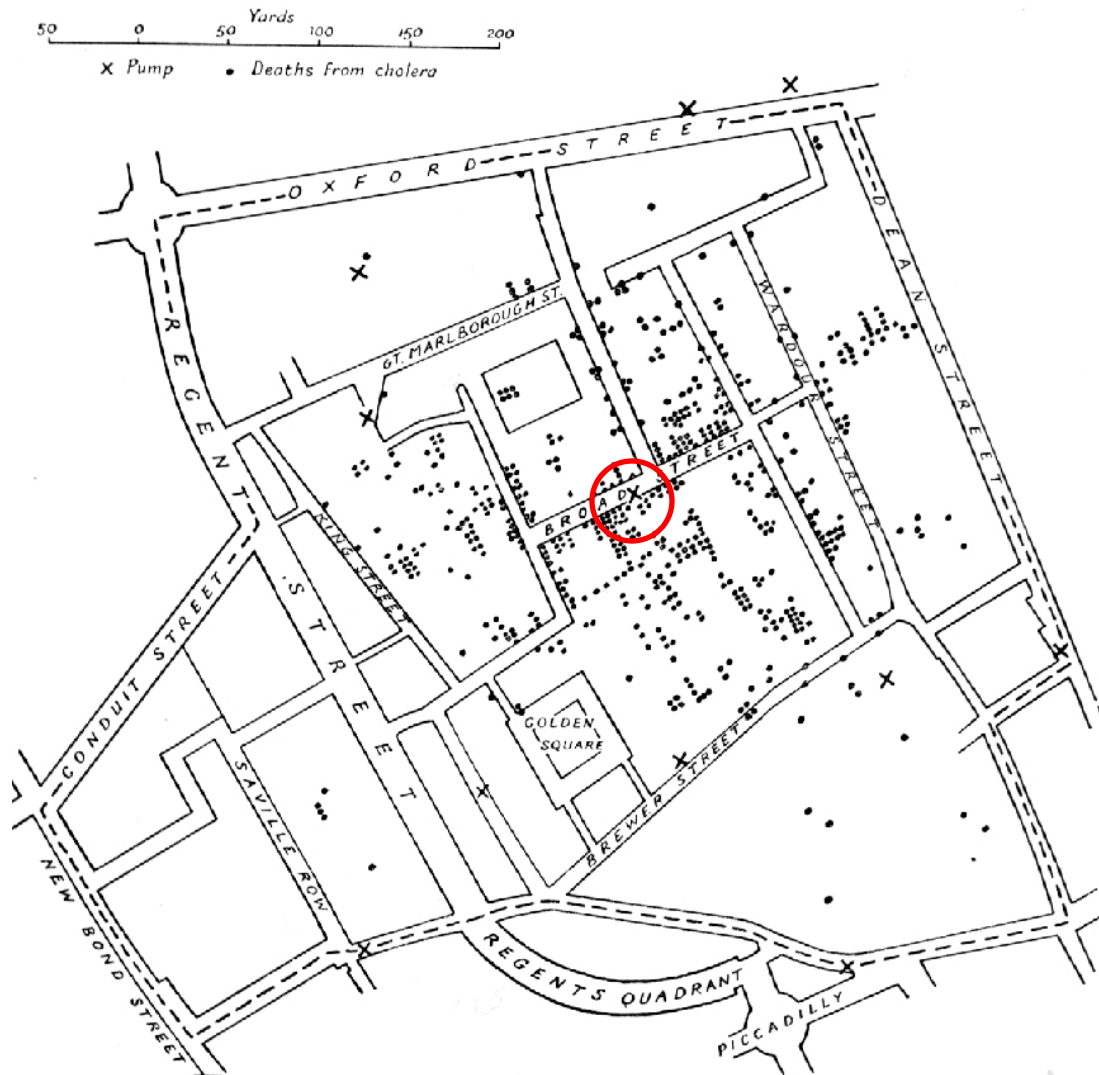 Yards
50 0 50 100 150 200
× Pump • Deaths from cholera
OXFORD STREET
DEAN STREET
REGENT STREET
GT. MARLBOROUGH ST.
WARDOUR STREET
BROAD STREET
KING STREET
CONDUIT STREET
GOLDEN
SQUARE
SAVILLE ROW
BREWER STREET
NEW BOND STREET
REGENTS QUADRANT
PICCADILLY